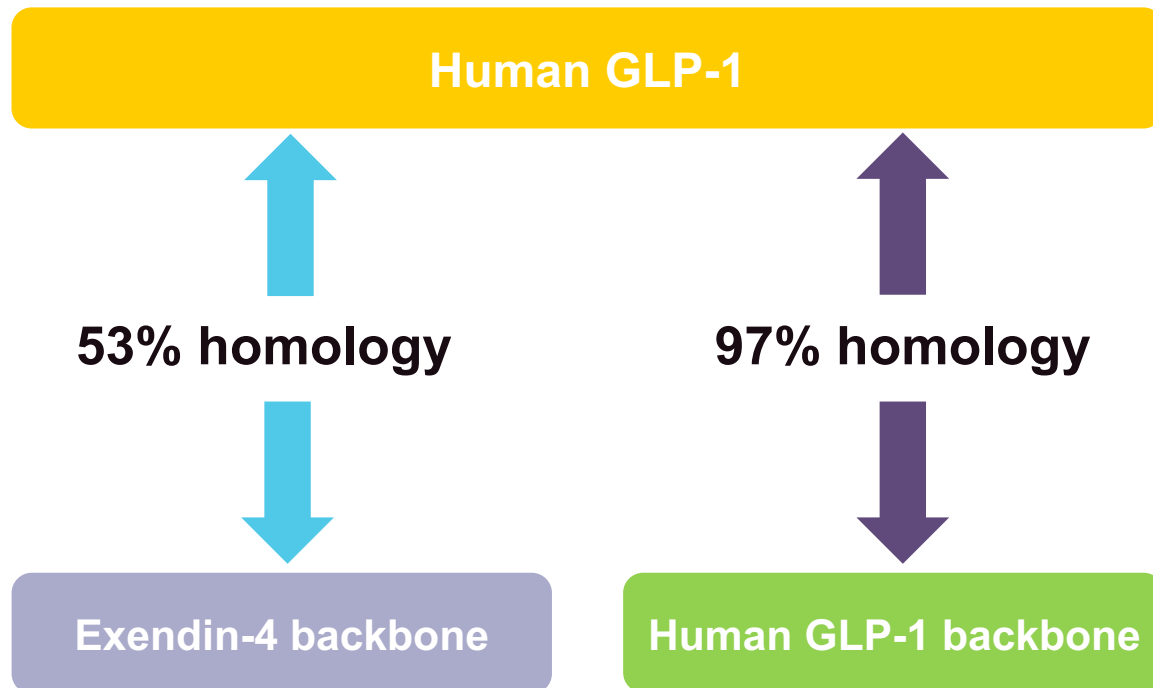 Human GLP-1
53% homology
97% homology
Exendin-4 backbone
Human GLP-1 backbone